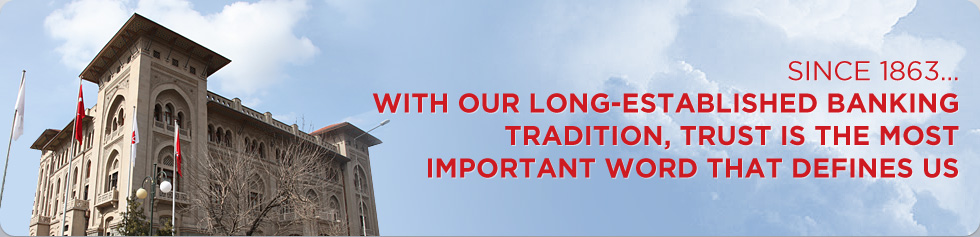 SINCE 1863...
WITH OUR LONG-ESTABLISHED BANKING
TRADITION, TRUST IS THE MOST
IMPORTANT WORD THAT DEFINES US